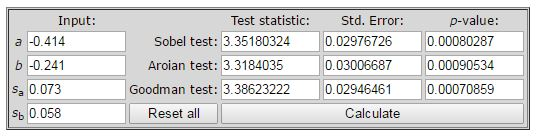 Input: Test statistic: Std. Error: p-value:
a -0.414 Sobel test: 3.35180324 0.02976726 0.00080287
b -0.241 Aroian test: 3.3184035 0.03006687 0.00090534
sa 0.073 Goodman test: 3.38623222 0.02946461 0.00070859
sb 0.058 Reset all Calculate